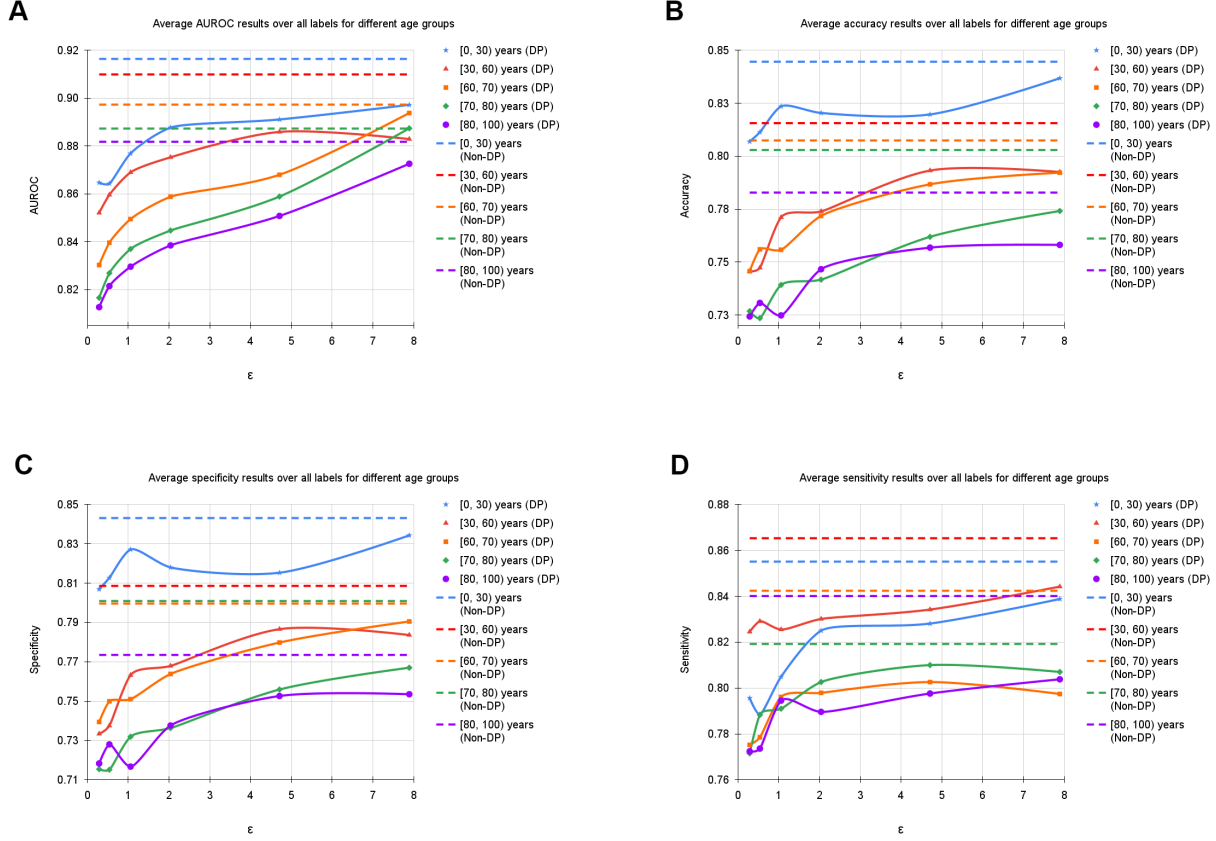 A
Average AUROC results over all labels for different age groups
AUROC
0.92
0.90
0.88
0.86
0.84
0.82
0 1 2 3 4 5 6 7 8
ε
[0, 30) years (DP)
[30, 60) years (DP)
[60, 70) years (DP)
[70, 80) years (DP)
[80, 100) years (DP)
[0, 30) years
(Non-DP)
[30, 60) years
(Non-DP)
[60, 70) years
(Non-DP)
[70, 80) years
(Non-DP)
[80, 100) years
(Non-DP)
B
Average accuracy results over all labels for different age groups
Accuracy
0.85
0.83
0.80
0.78
0.75
0.73
0 1 2 3 4 5 6 7 8
ε
[0, 30) years (DP)
[30, 60) years (DP)
[60, 70) years (DP)
[70, 80) years (DP)
[80, 100) years (DP)
[0, 30) years
(Non-DP)
[30, 60) years
(Non-DP)
[60, 70) years
(Non-DP)
[70, 80) years
(Non-DP)
[80, 100) years
(Non-DP)
C
Average specificity results over all labels for different age groups
Specificity
0.85
0.83
0.81
0.79
0.77
0.75
0.73
0.71
0 1 2 3 4 5 6 7 8
ε
[0, 30) years (DP)
[30, 60) years (DP)
[60, 70) years (DP)
[70, 80) years (DP)
[80, 100) years (DP)
[0, 30) years
(Non-DP)
[30, 60) years
(Non-DP)
[60, 70) years
(Non-DP)
[70, 80) years
(Non-DP)
[80, 100) years
(Non-DP)
D
Average sensitivity results over all labels for different age groups
Sensitivity
0.88
0.86
0.84
0.82
0.80
0.78
0.76
0 1 2 3 4 5 6 7 8
ε
[0, 30) years (DP)
[30, 60) years (DP)
[60, 70) years (DP)
[70, 80) years (DP)
[80, 100) years (DP)
[0, 30) years
(Non-DP)
[30, 60) years
(Non-DP)
[60, 70) years
(Non-DP)
[70, 80) years
(Non-DP)
[80, 100) years
(Non-DP)